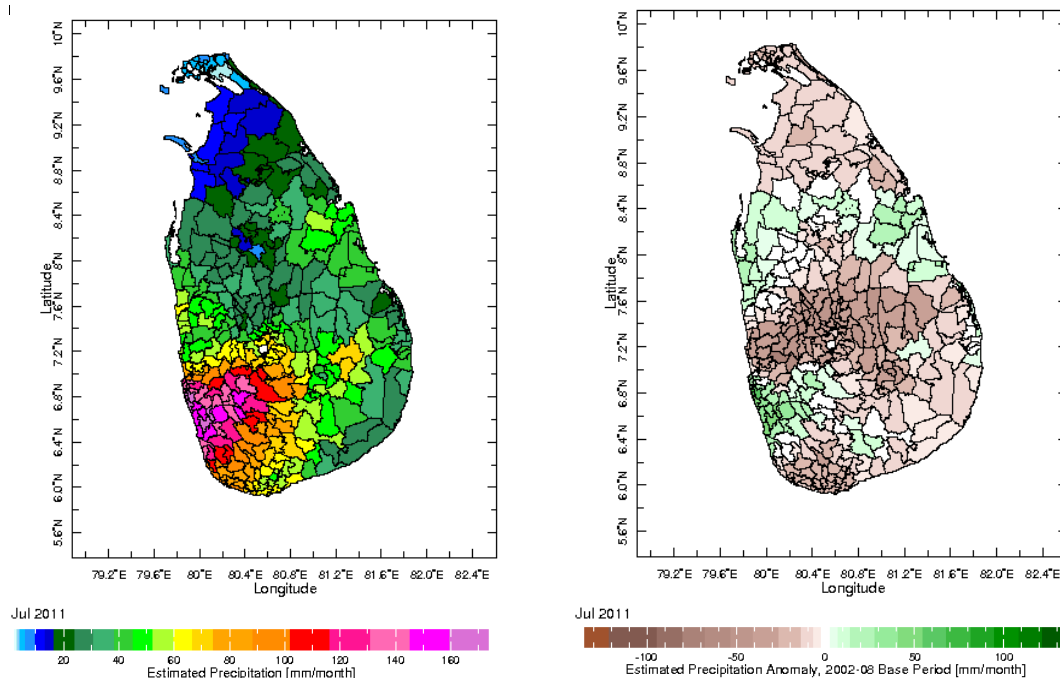 10°N
9.6°N
9.2°N
8.8°N
8.4°N
8°N
7.6°N
7.2°N
6.8°N
6.4°N
6.0°N
5.6°N
Latitude
79.2°E 79.6°E 80°E 80.4°E 80.8°E 81.2°E 81.6°E 82.0°E 82.4°E
Longitude
Jul 2011
20 40 60 80 100 120 140 160
Estimated Precipitation [mm/month]
10°N
9.6°N
9.2°N
8.8°N
8.4°N
8°N
7.6°N
7.2°N
6.8°N
6.4°N
6.0°N
5.6°N
Latitude
79.2°E 79.6°E 80°E 80.4°E 80.8°E 81.2°E 81.6°E 82.0°E 82.4°E
Longitude
Jul 2011
-100 -50 0 50 100
Estimated Precipitation Anomaly, 2002-08 Base Period [mm/month]